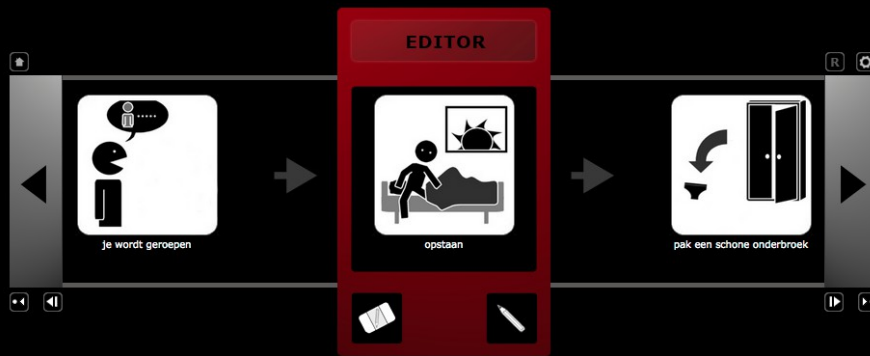 EDITOR
R
je wordt geroepen
opstaan
pak een schone onderbroek